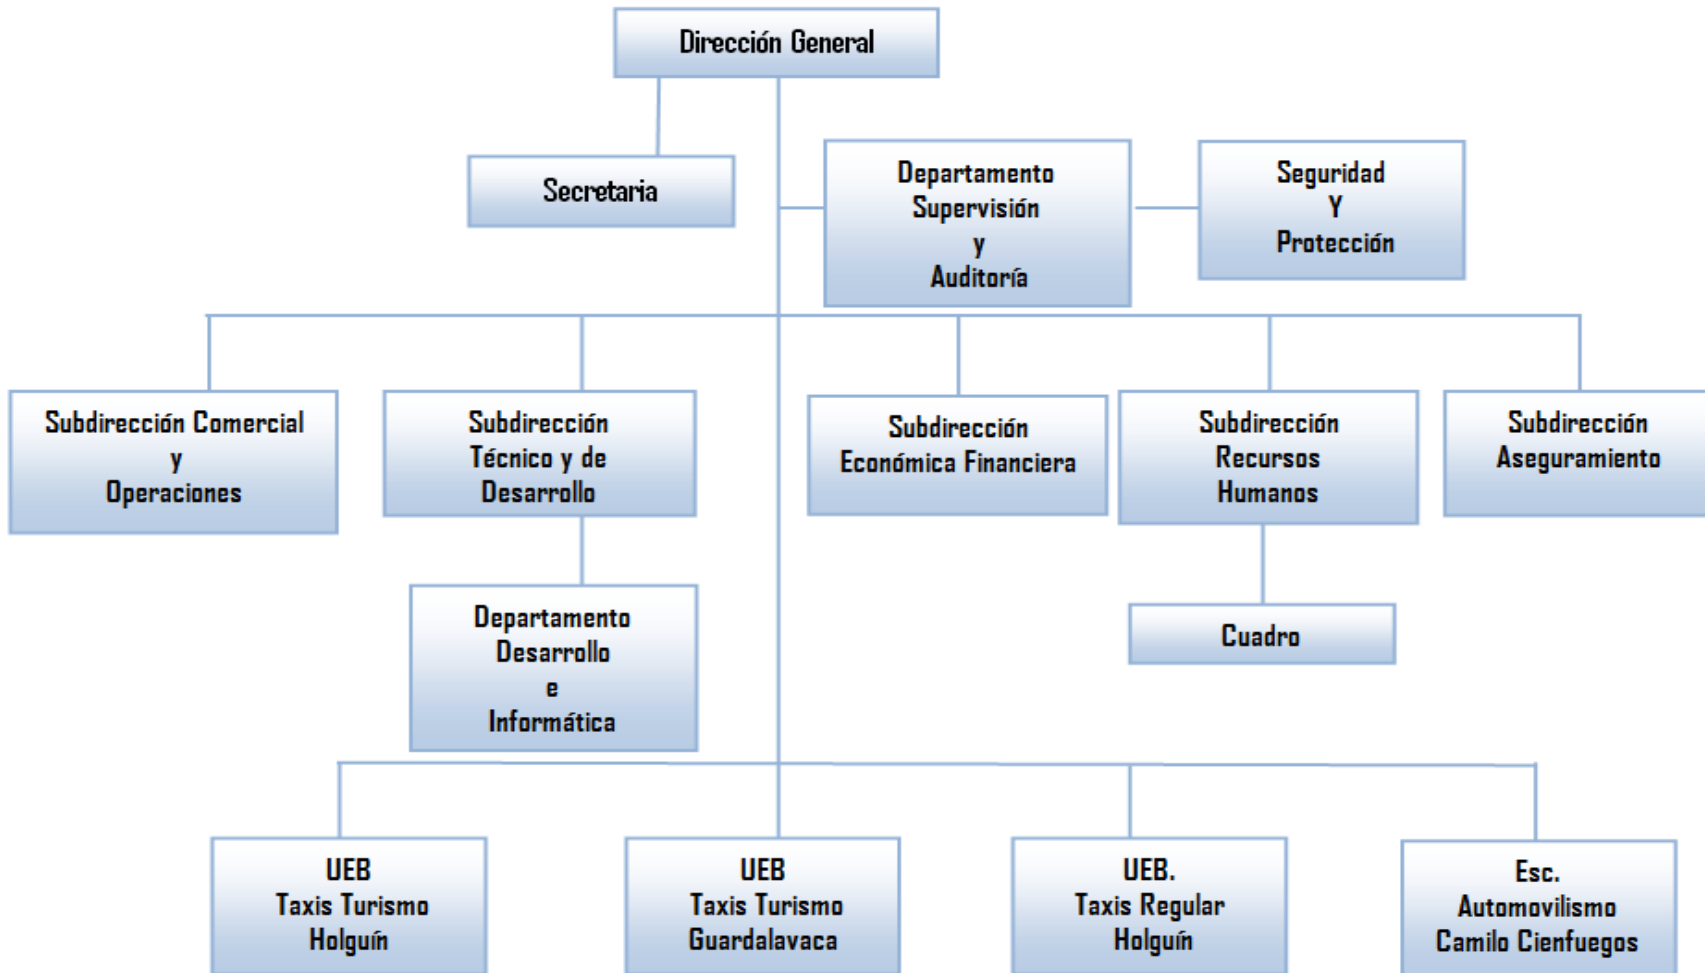 Dirección General
Secretaria
Departamento
Supervisión
y
Auditoría
Seguridad
Y
Protección
Subdirección Comercial
y
Operaciones
Subdirección
Técnico y de
Desarrollo
Subdirección
Económica Financiera
Subdirección
Recursos
Humanos
Subdirección
Aseguramiento
Departamento
Desarrollo
e
Informática
Cuadro
UEB
Taxis Turismo
Holguín
UEB
Taxis Turismo
Guardalavaca
UEB.
Taxis Regular
Holguín
Esc.
Automovilismo
Camilo Cienfuegos